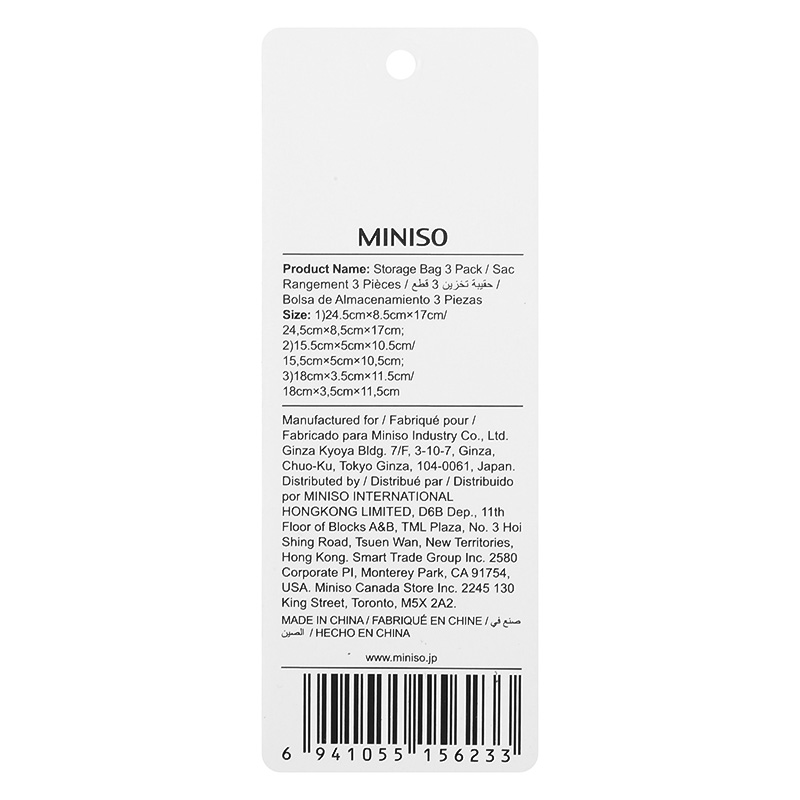 MINISO
Product Name: Storage Bag 3 Pack / Sac
Rangement 3 Pièces / حقيبة تخزين 3 قطع /
Bolsa de Almacenamiento 3 Piezas
Size: 1)24.5cm×8.5cm×17cm/
24,5cm×8,5cm×17cm;
2)15.5cm×5cm×10.5cm/
15,5cm×5cm×10,5cm;
3)18cm×3.5cm×11.5cm/
18cm×3,5cm×11,5cm
Manufactured for / Fabriqué pour /
Fabricado para Miniso Industry Co., Ltd.
Ginza Kyoya Bldg. 7/F, 3-10-7, Ginza,
Chuo-Ku, Tokyo Ginza, 104-0061, Japan.
Distributed by / Distribué par / Distribuido
por MINISO INTERNATIONAL
HONGKONG LIMITED, D6B Dep., 11th
Floor of Blocks A&B, TML Plaza, No. 3 Hoi
Shing Road, Tsuen Wan, New Territories,
Hong Kong. Smart Trade Group Inc. 2580
Corporate Pl, Monterey Park, CA 91754,
USA. Miniso Canada Store Inc. 2245 130
King Street, Toronto, M5X 2A2.
MADE IN CHINA / FABRIQUÉ EN CHINE / صنع في
الصين / HECHO EN CHINA
www.miniso.jp
6 941055 156233